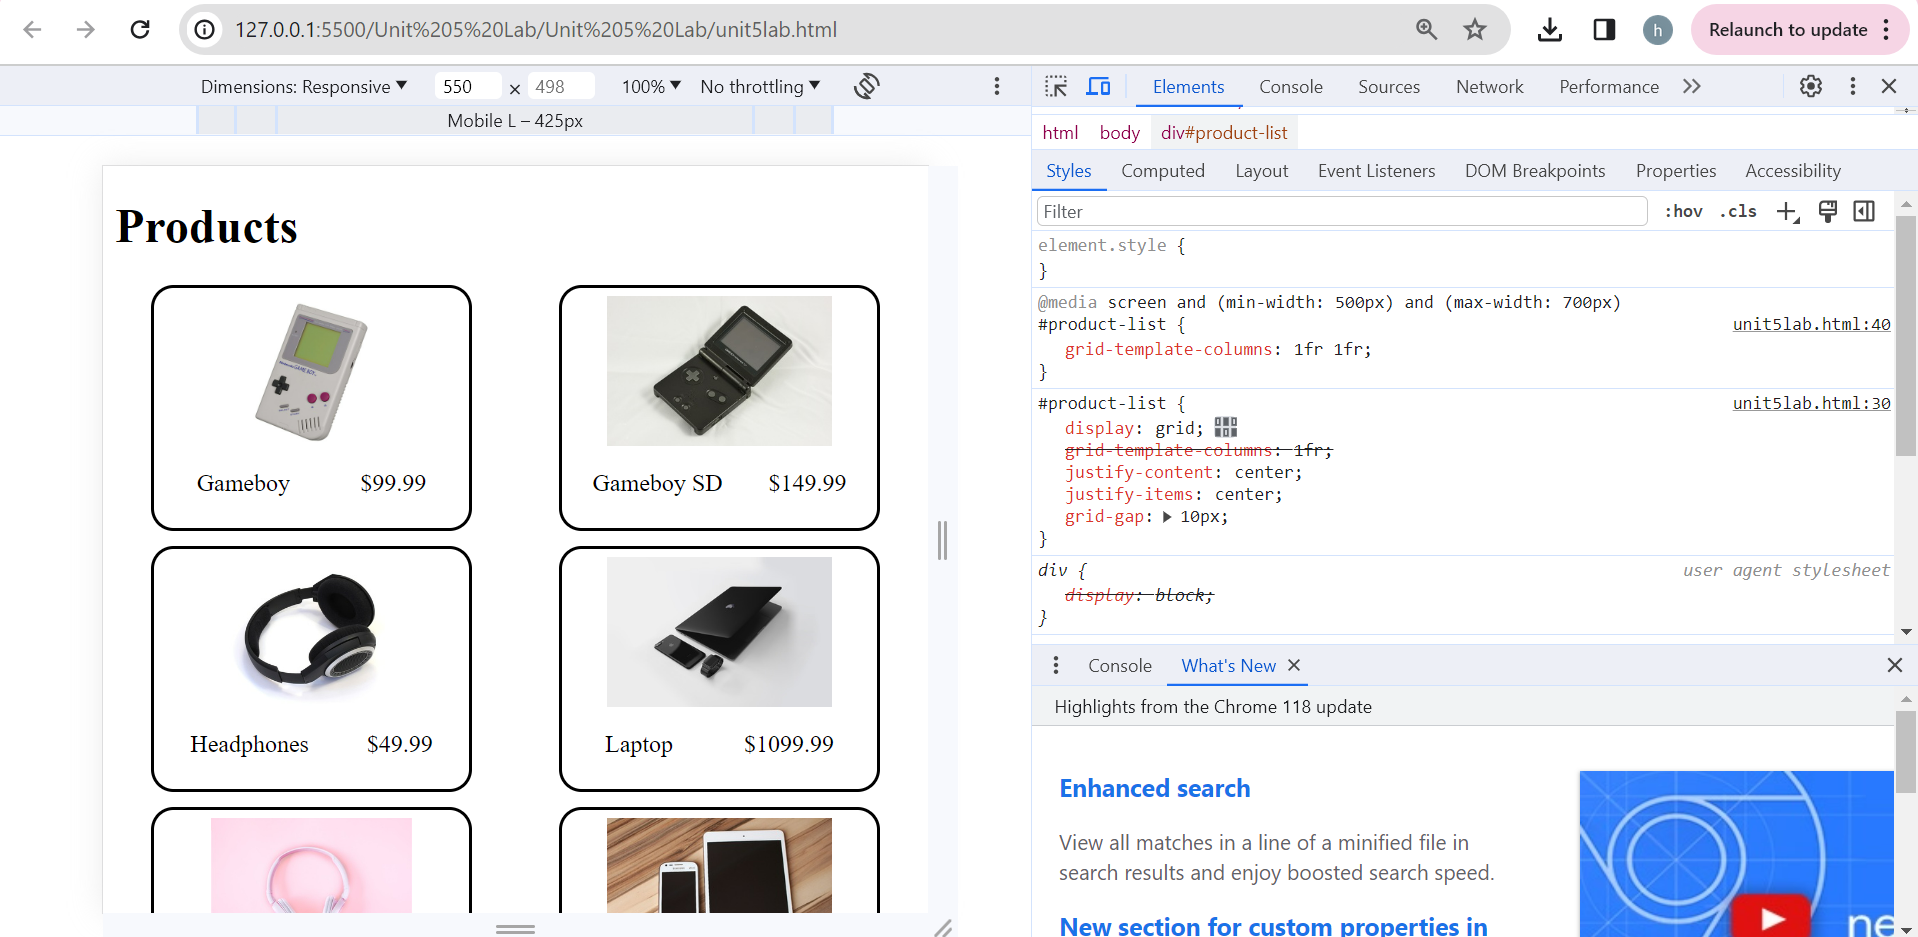 127.0.0.1:5500/Unit%205%20Lab/Unit%205%20Lab/unit5lab.html
h
Relaunch to update
Dimensions: Responsive ▼
550 × 498
100% ▼
No throttling ▼
Mobile L – 425px
Products
Gameboy $99.99
Gameboy SD $149.99
Headphones $49.99
Laptop $1099.99
Elements Console Sources Network Performance
html body div#product-list
Styles Computed Layout Event Listeners DOM Breakpoints Properties Accessibility
Filter
:hov .cls
element.style {
}
@media screen and (min-width: 500px) and (max-width: 700px)
#product-list { unit5lab.html:40
grid-template-columns: 1fr 1fr;
}
#product-list { unit5lab.html:30
display: grid;
grid-template-columns: 1fr;
justify-content: center;
justify-items: center;
grid-gap: 10px;
}
div { user agent stylesheet
display: block;
}
Console What's New
Highlights from the Chrome 118 update
Enhanced search
View all matches in a line of a minified file in
search results and enjoy boosted search speed.
New section for custom properties in
ne